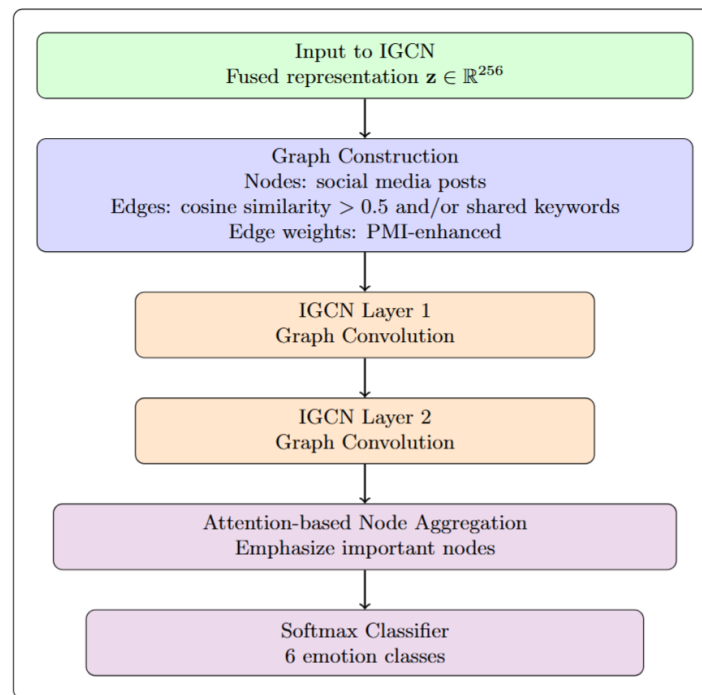 Input to IGCN
Fused representation z ∈ ℝ²⁵⁶
Graph Construction
Nodes: social media posts
Edges: cosine similarity > 0.5 and/or shared keywords
Edge weights: PMI-enhanced
IGCN Layer 1
Graph Convolution
IGCN Layer 2
Graph Convolution
Attention-based Node Aggregation
Emphasize important nodes
Softmax Classifier
6 emotion classes